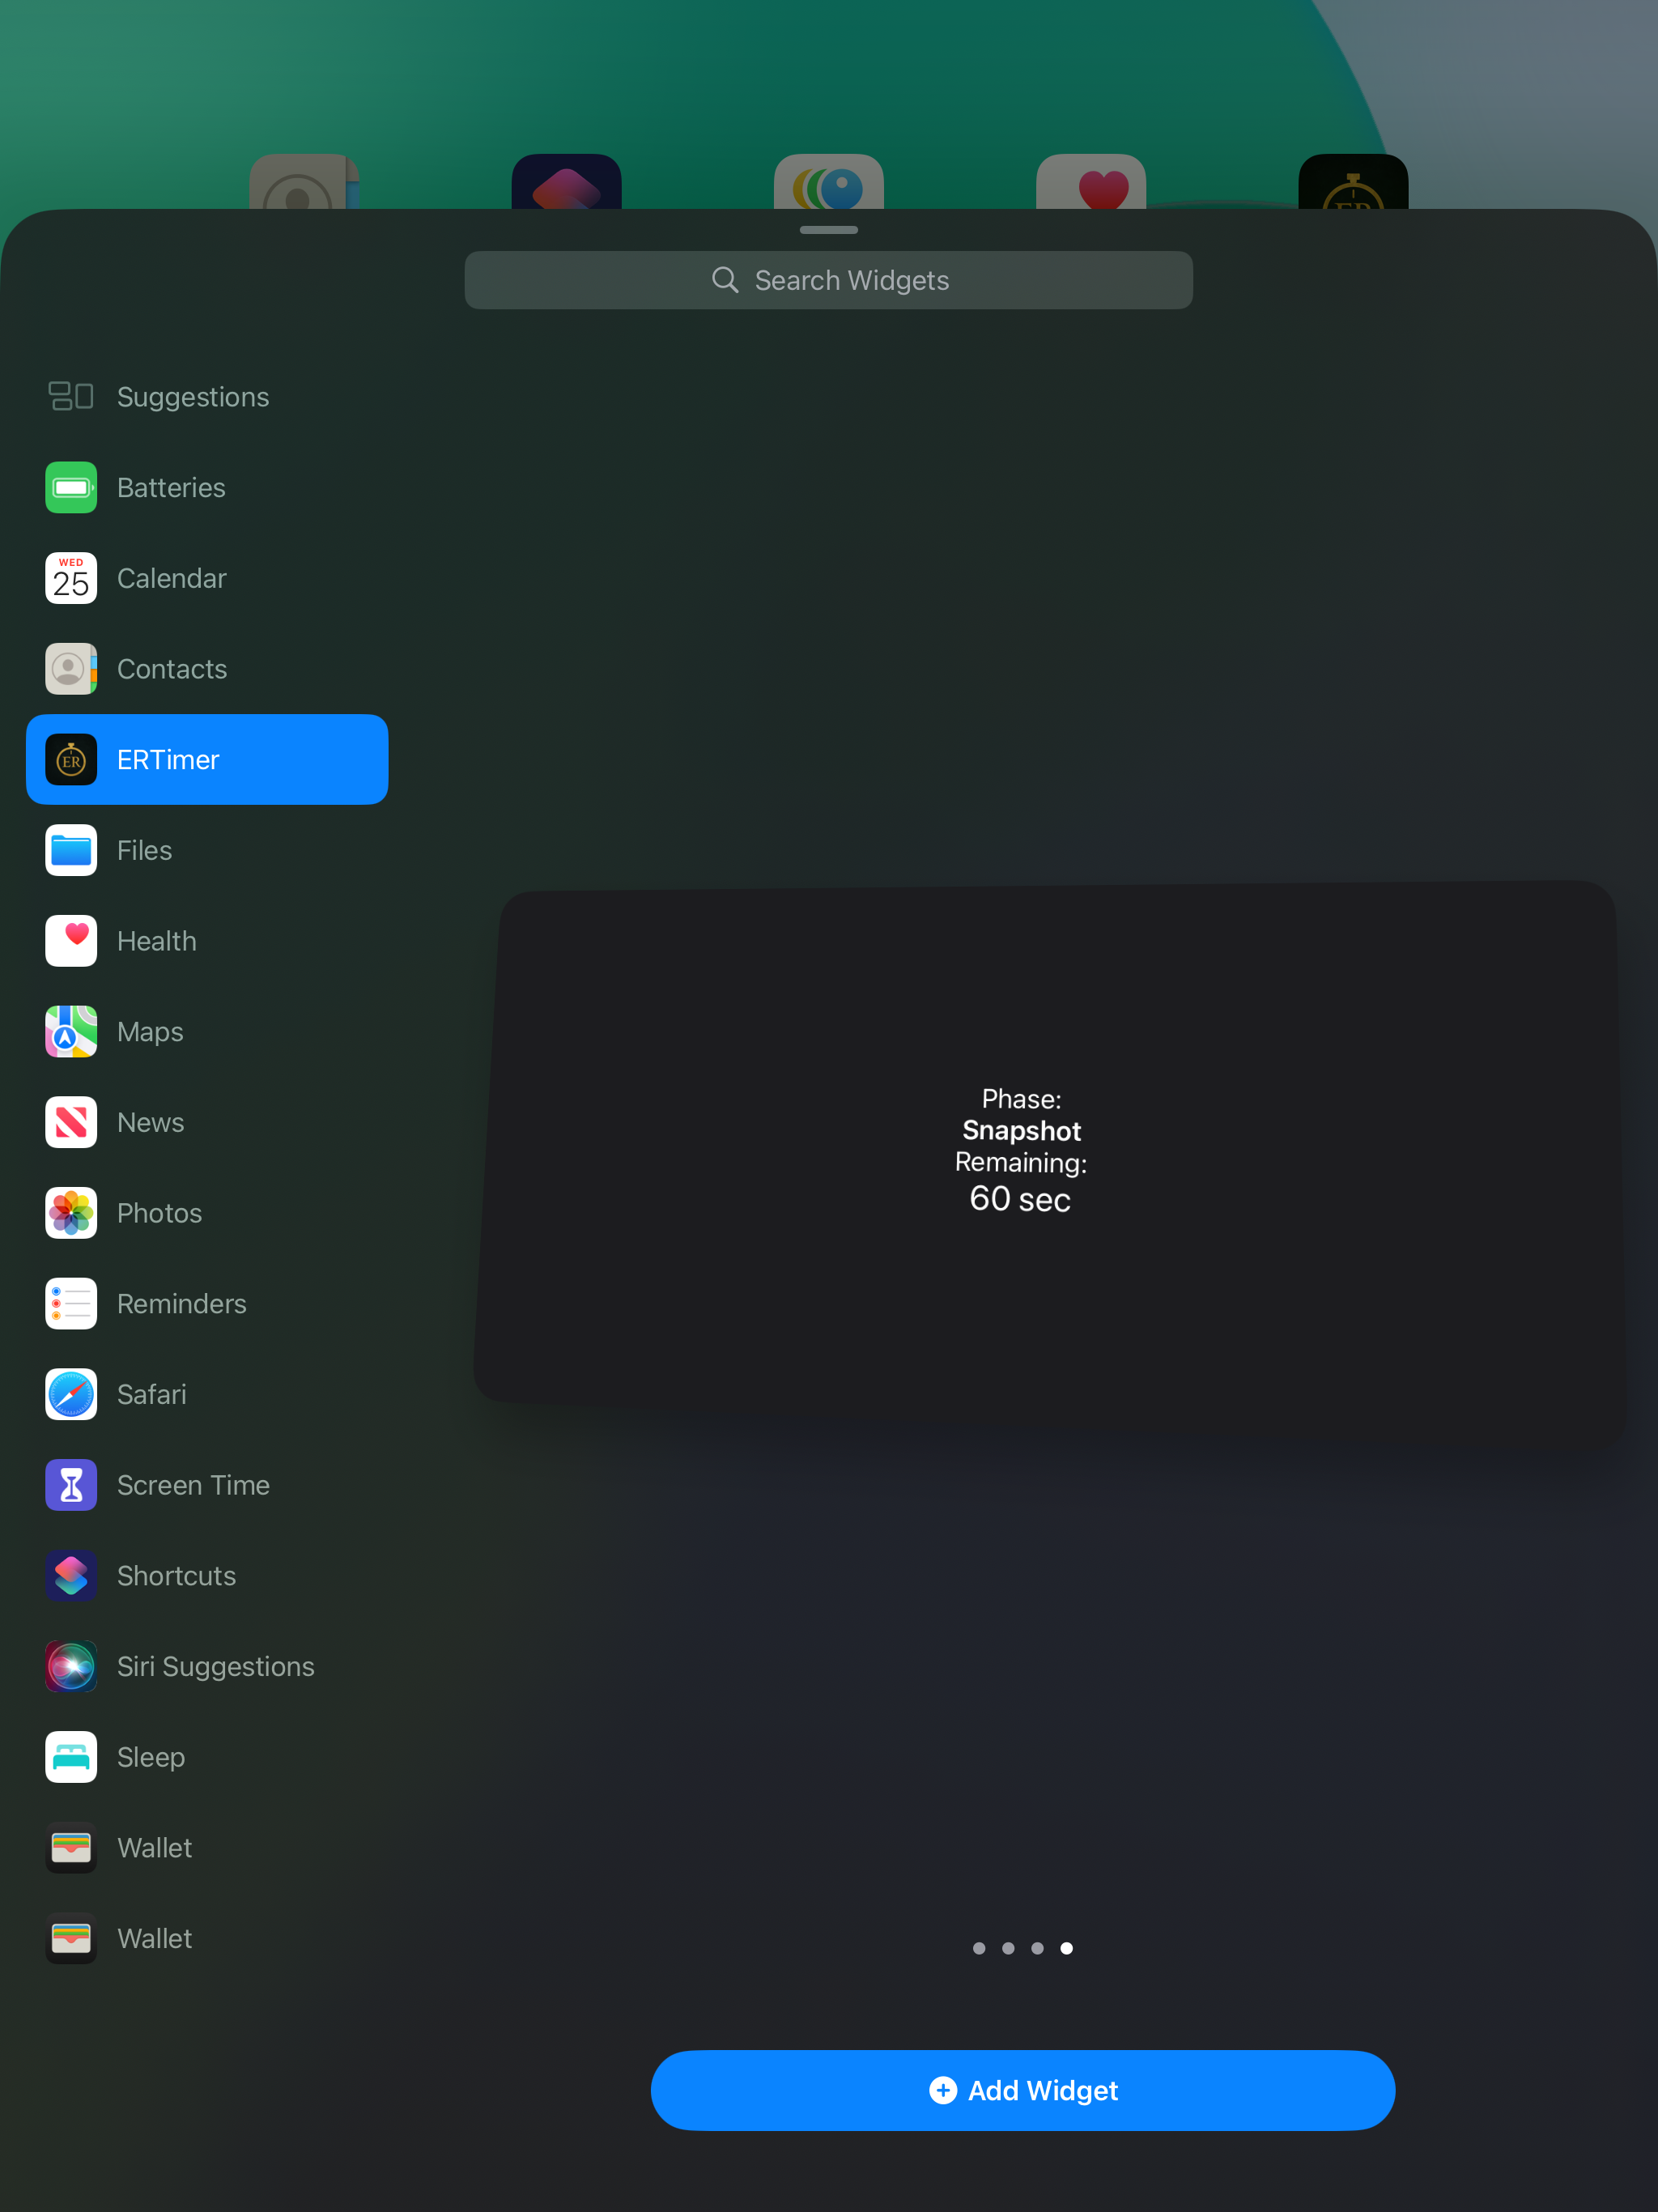 ER
Search Widgets
Suggestions
Batteries
WED
25
Calendar
Contacts
ER
ERTimer
Files
Health
Maps
News
Photos
Reminders
Safari
Screen Time
Shortcuts
Siri Suggestions
Sleep
Wallet
Wallet
Phase:
Snapshot
Remaining:
60 sec
Add Widget